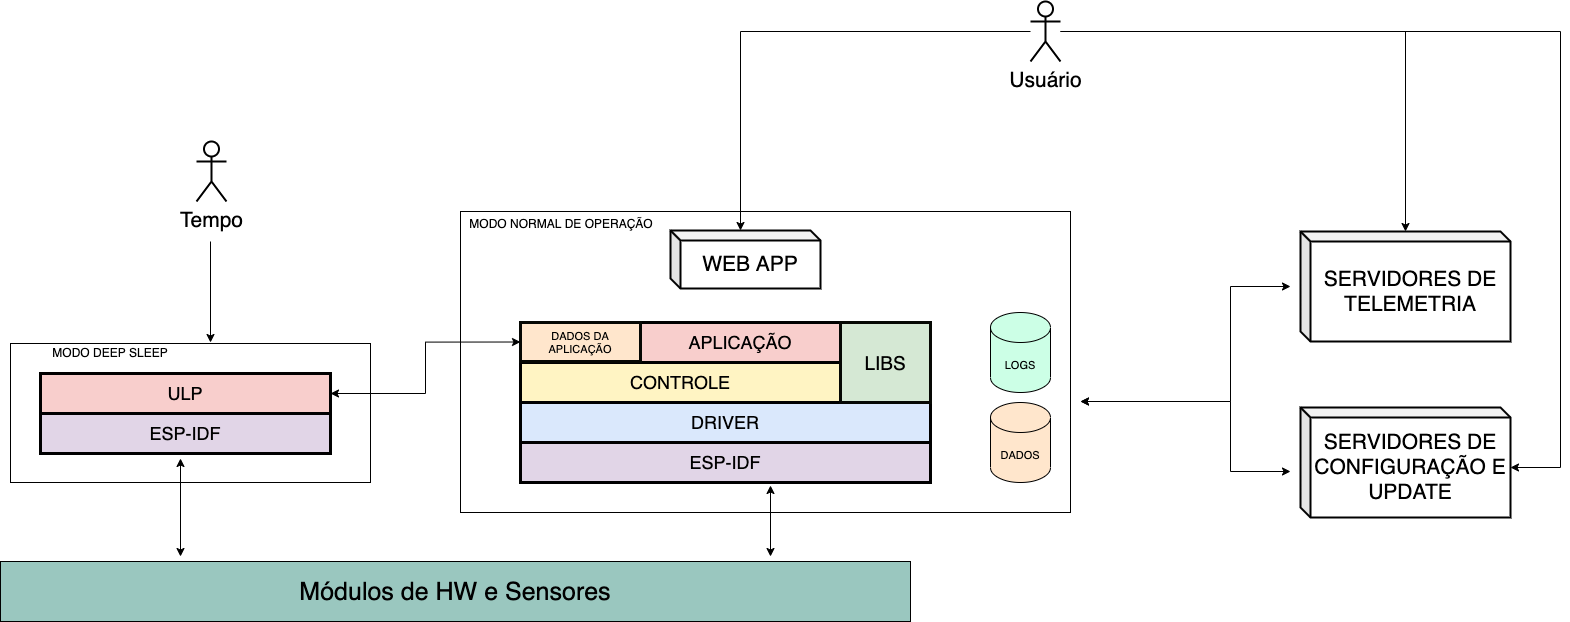 Usuário
Tempo
MODO NORMAL DE OPERAÇÃO
WEB APP
SERVIDORES DE
TELEMETRIA
MODO DEEP SLEEP
ULP
ESP-IDF
DADOS DA
APLICAÇÃO
APLICAÇÃO
LIBS
CONTROLE
DRIVER
ESP-IDF
LOGS
DADOS
SERVIDORES DE
CONFIGURAÇÃO E
UPDATE
Módulos de HW e Sensores